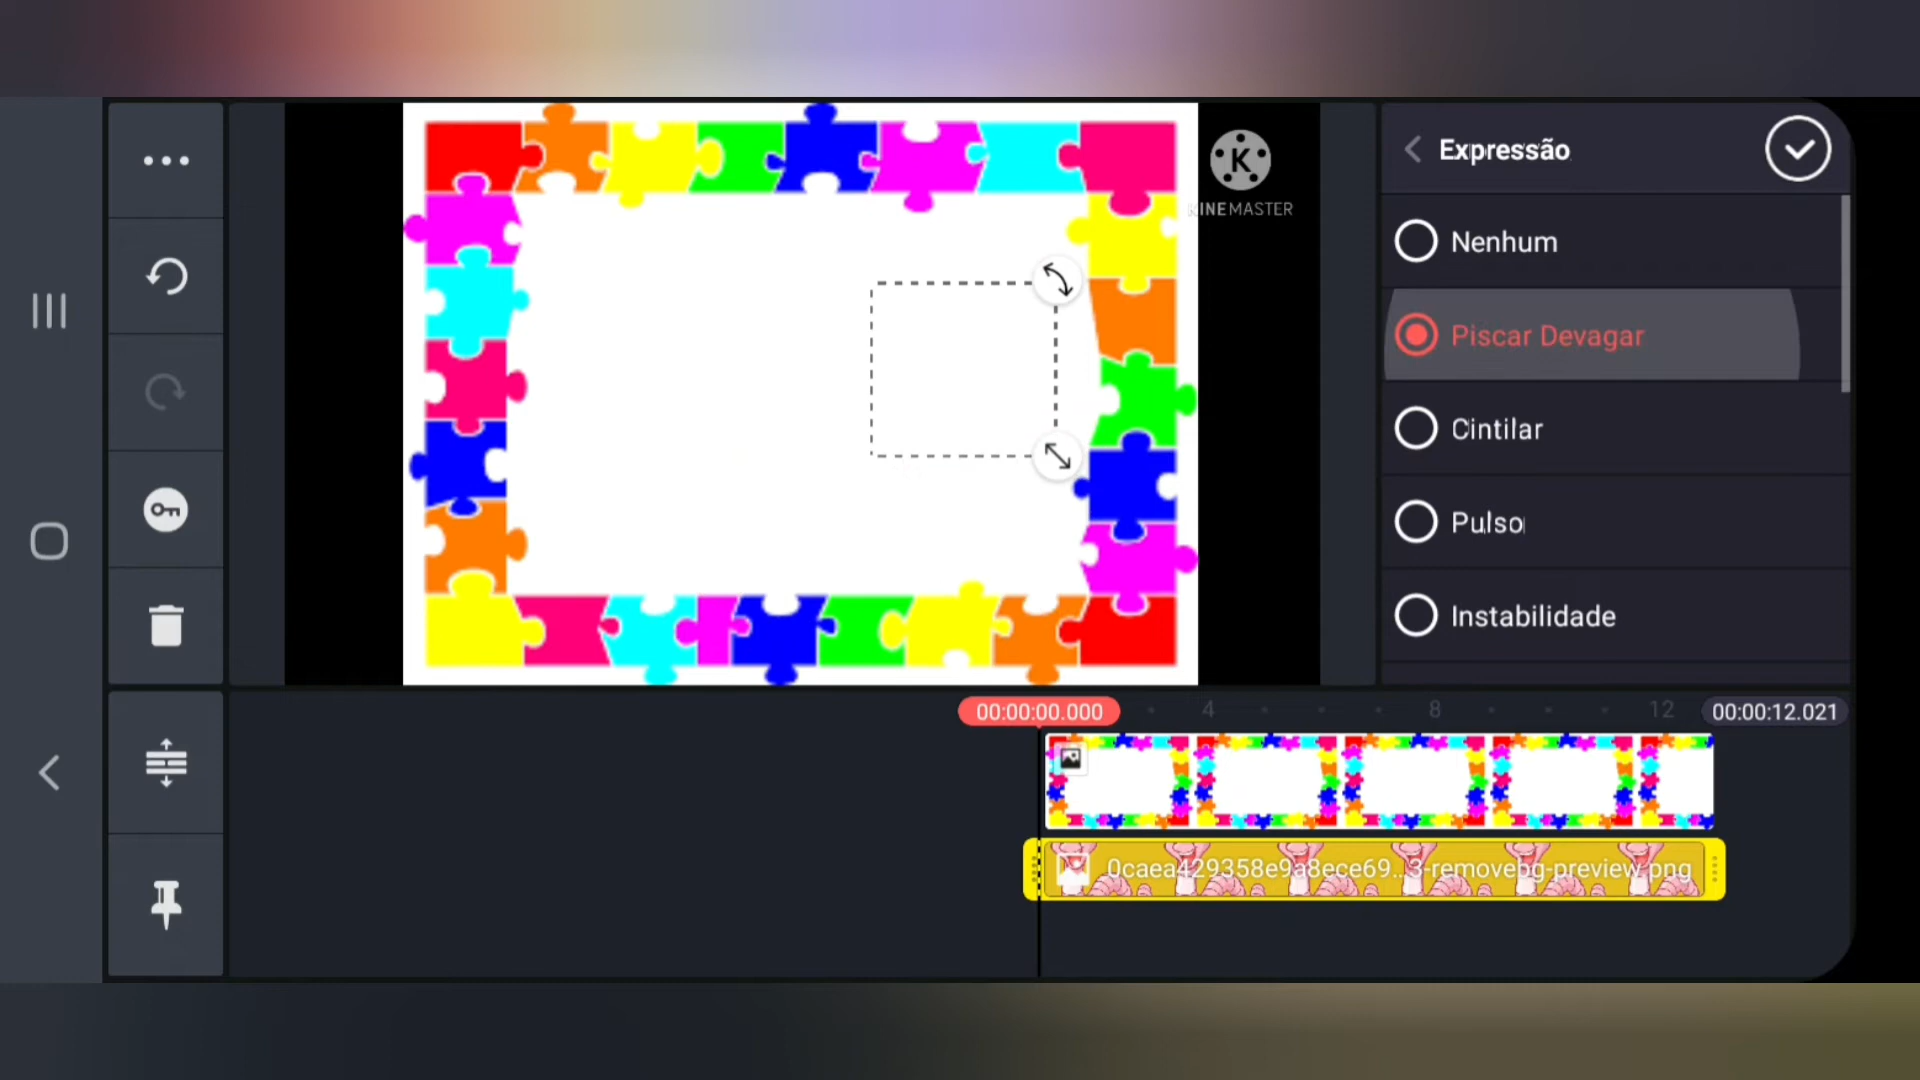 Expressão
KINEMASTER
Nenhum
Piscar Devagar
Cintilar
Pulso
Instabilidade
00:00:00.000
4
8
12
00:00:12.021
0caea429358e9a8ece69...3-removebg-preview.png